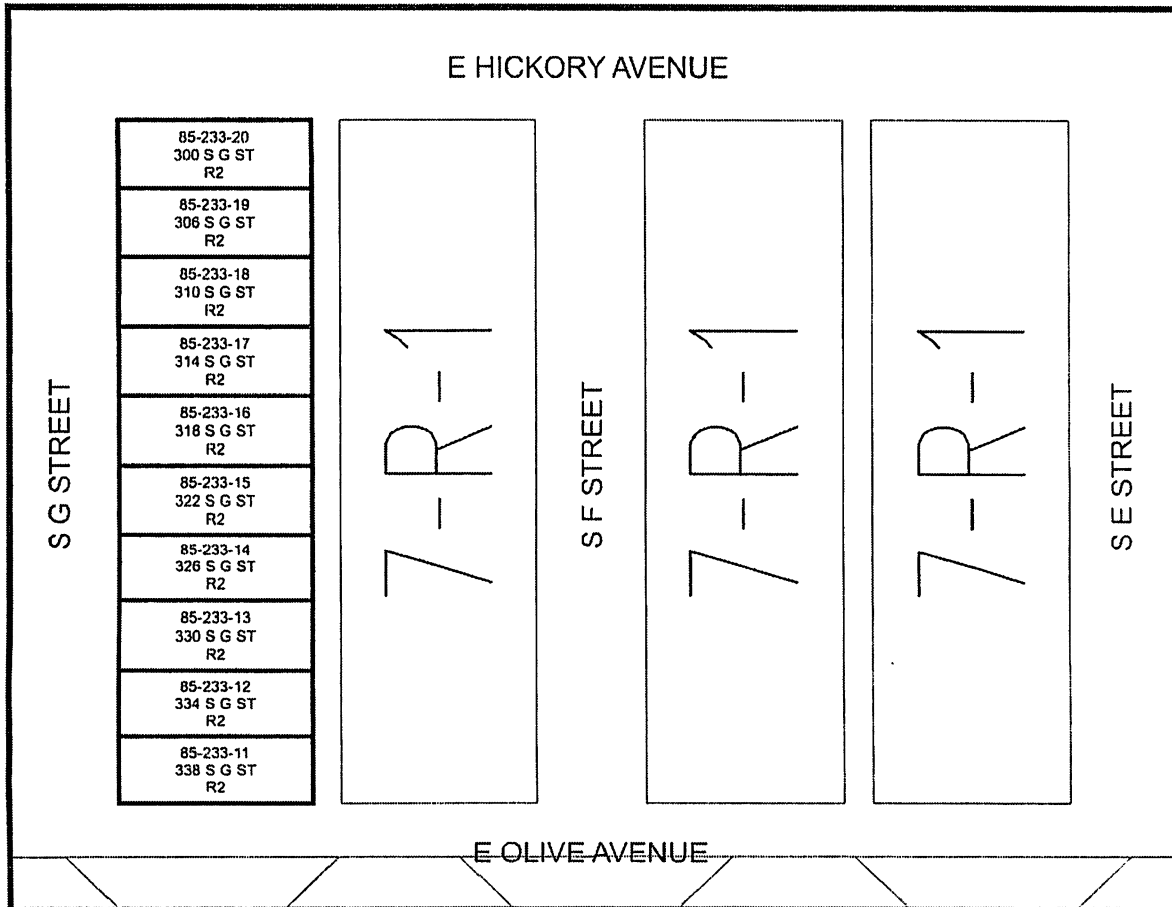 E HICKORY AVENUE
85-233-20
300 S G ST
R2
85-233-19
306 S G ST
R2
85-233-18
310 S G ST
R2
85-233-17
314 S G ST
R2
85-233-16
318 S G ST
R2
85-233-15
322 S G ST
R2
85-233-14
326 S G ST
R2
85-233-13
330 S G ST
R2
85-233-12
334 S G ST
R2
85-233-11
338 S G ST
R2
S G STREET
7-R-1
S F STREET
7-R-1
7-R-1
S E STREET
E OLIVE AVENUE